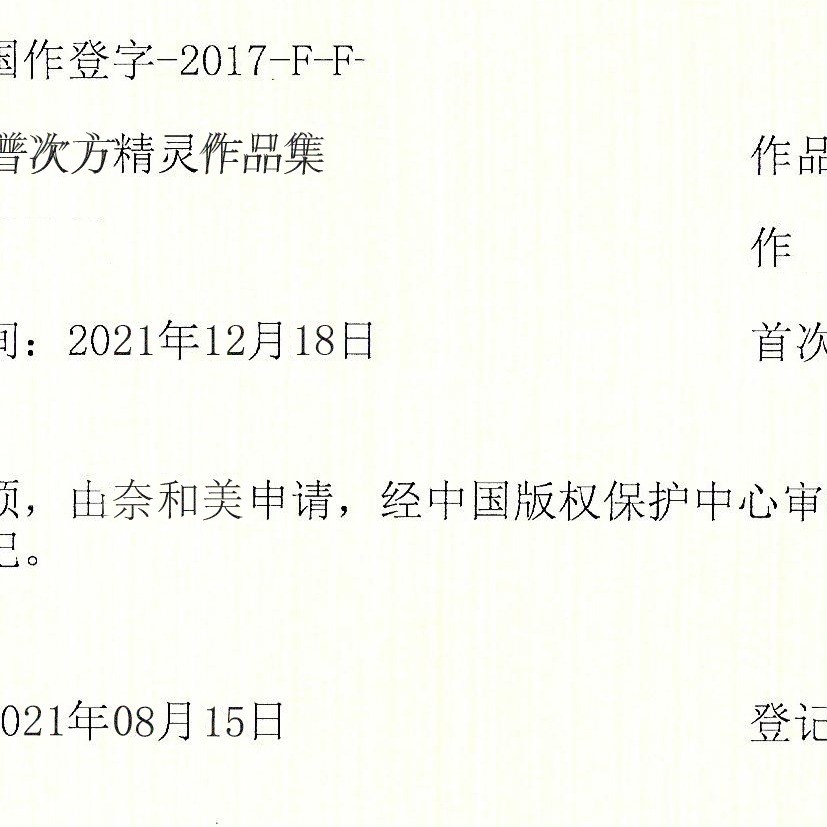 国作登字-2017-F-F-
普次方精灵作品集 作品
作
间：2021年12月18日 首次
项，由奈和美申请，经中国版权保护中心审
记。
2021年08月15日 登记